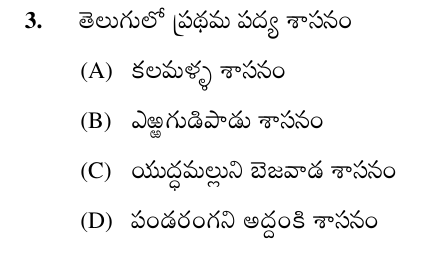 3. తెలుగులో ప్రథమ పద్య శాసనం
(A) కలమళ్ళ శాసనం
(B) ఎఱ్ఱగుడిపాడు శాసనం
(C) యుద్ధమల్లుని బెజవాడ శాసనం
(D) పండరంగని అద్దంకి శాసనం